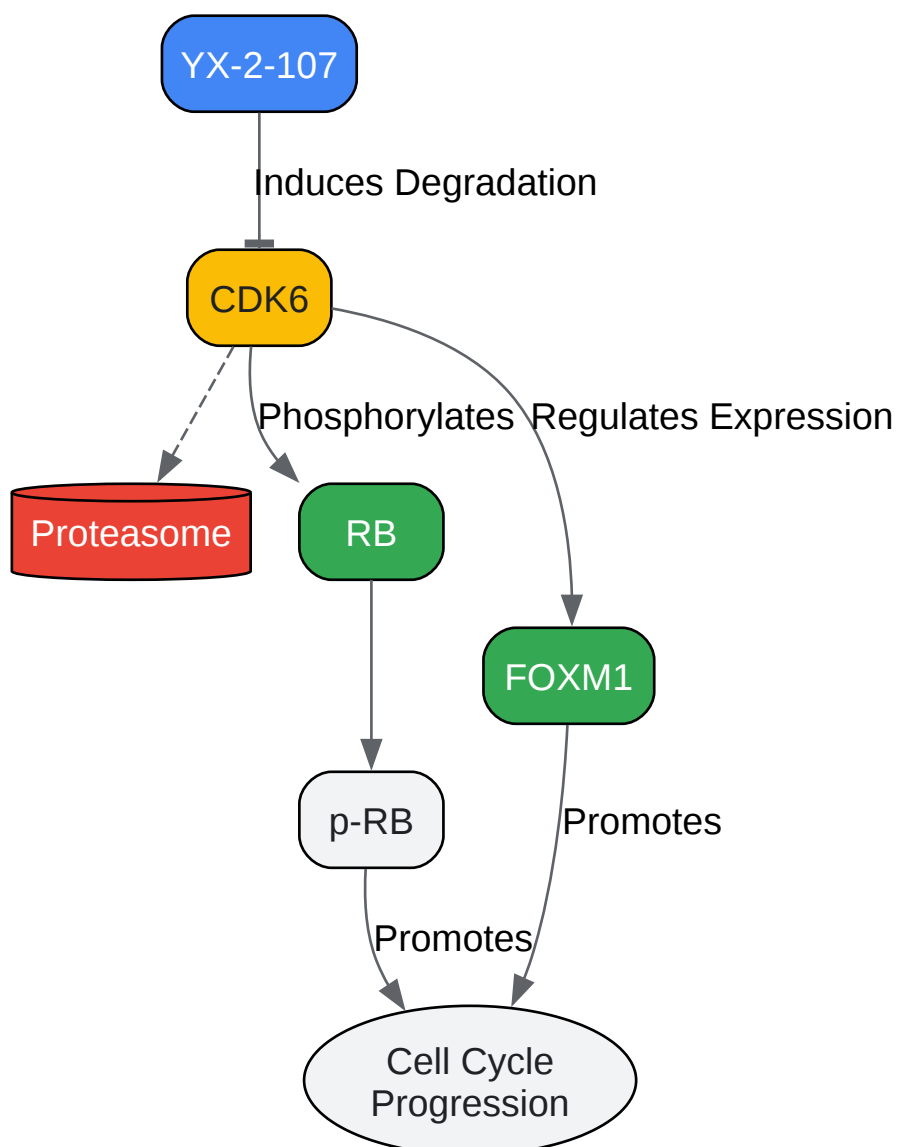 YX-2-107
Induces Degradation
CDK6
Phosphorylates
Regulates Expression
Proteasome
RB
FOXM1
p-RB
Promotes
Promotes
Cell Cycle
Progression